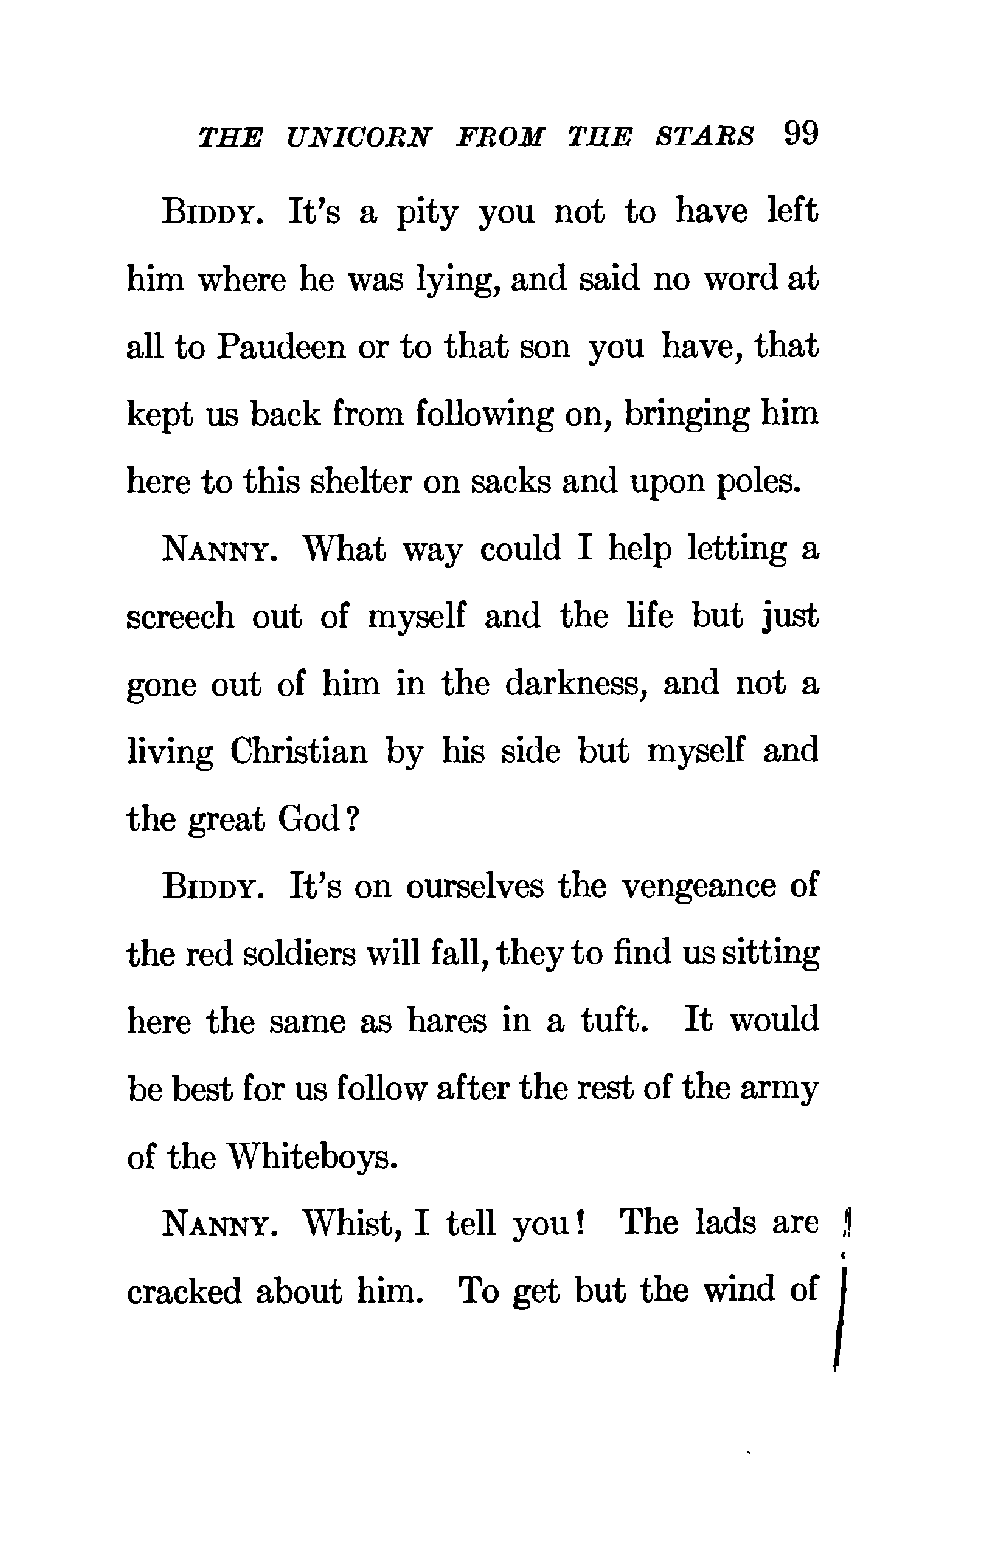 THE UNICORN FROM THE STARS 99
BIDDY. It's a pity you not to have left
him where he was lying, and said no word at
all to Paudeen or to that son you have, that
kept us back from following on, bringing him
here to this shelter on sacks and upon poles.
NANNY. What way could I help letting a
screech out of myself and the life but just
gone out of him in the darkness, and not a
living Christian by his side but myself and
the great God?
BIDDY. It's on ourselves the vengeance of
the red soldiers will fall, they to find us sitting
here the same as hares in a tuft. It would
be best for us follow after the rest of the army
of the Whiteboys.
NANNY. Whist, I tell you! The lads are
cracked about him. To get but the wind of